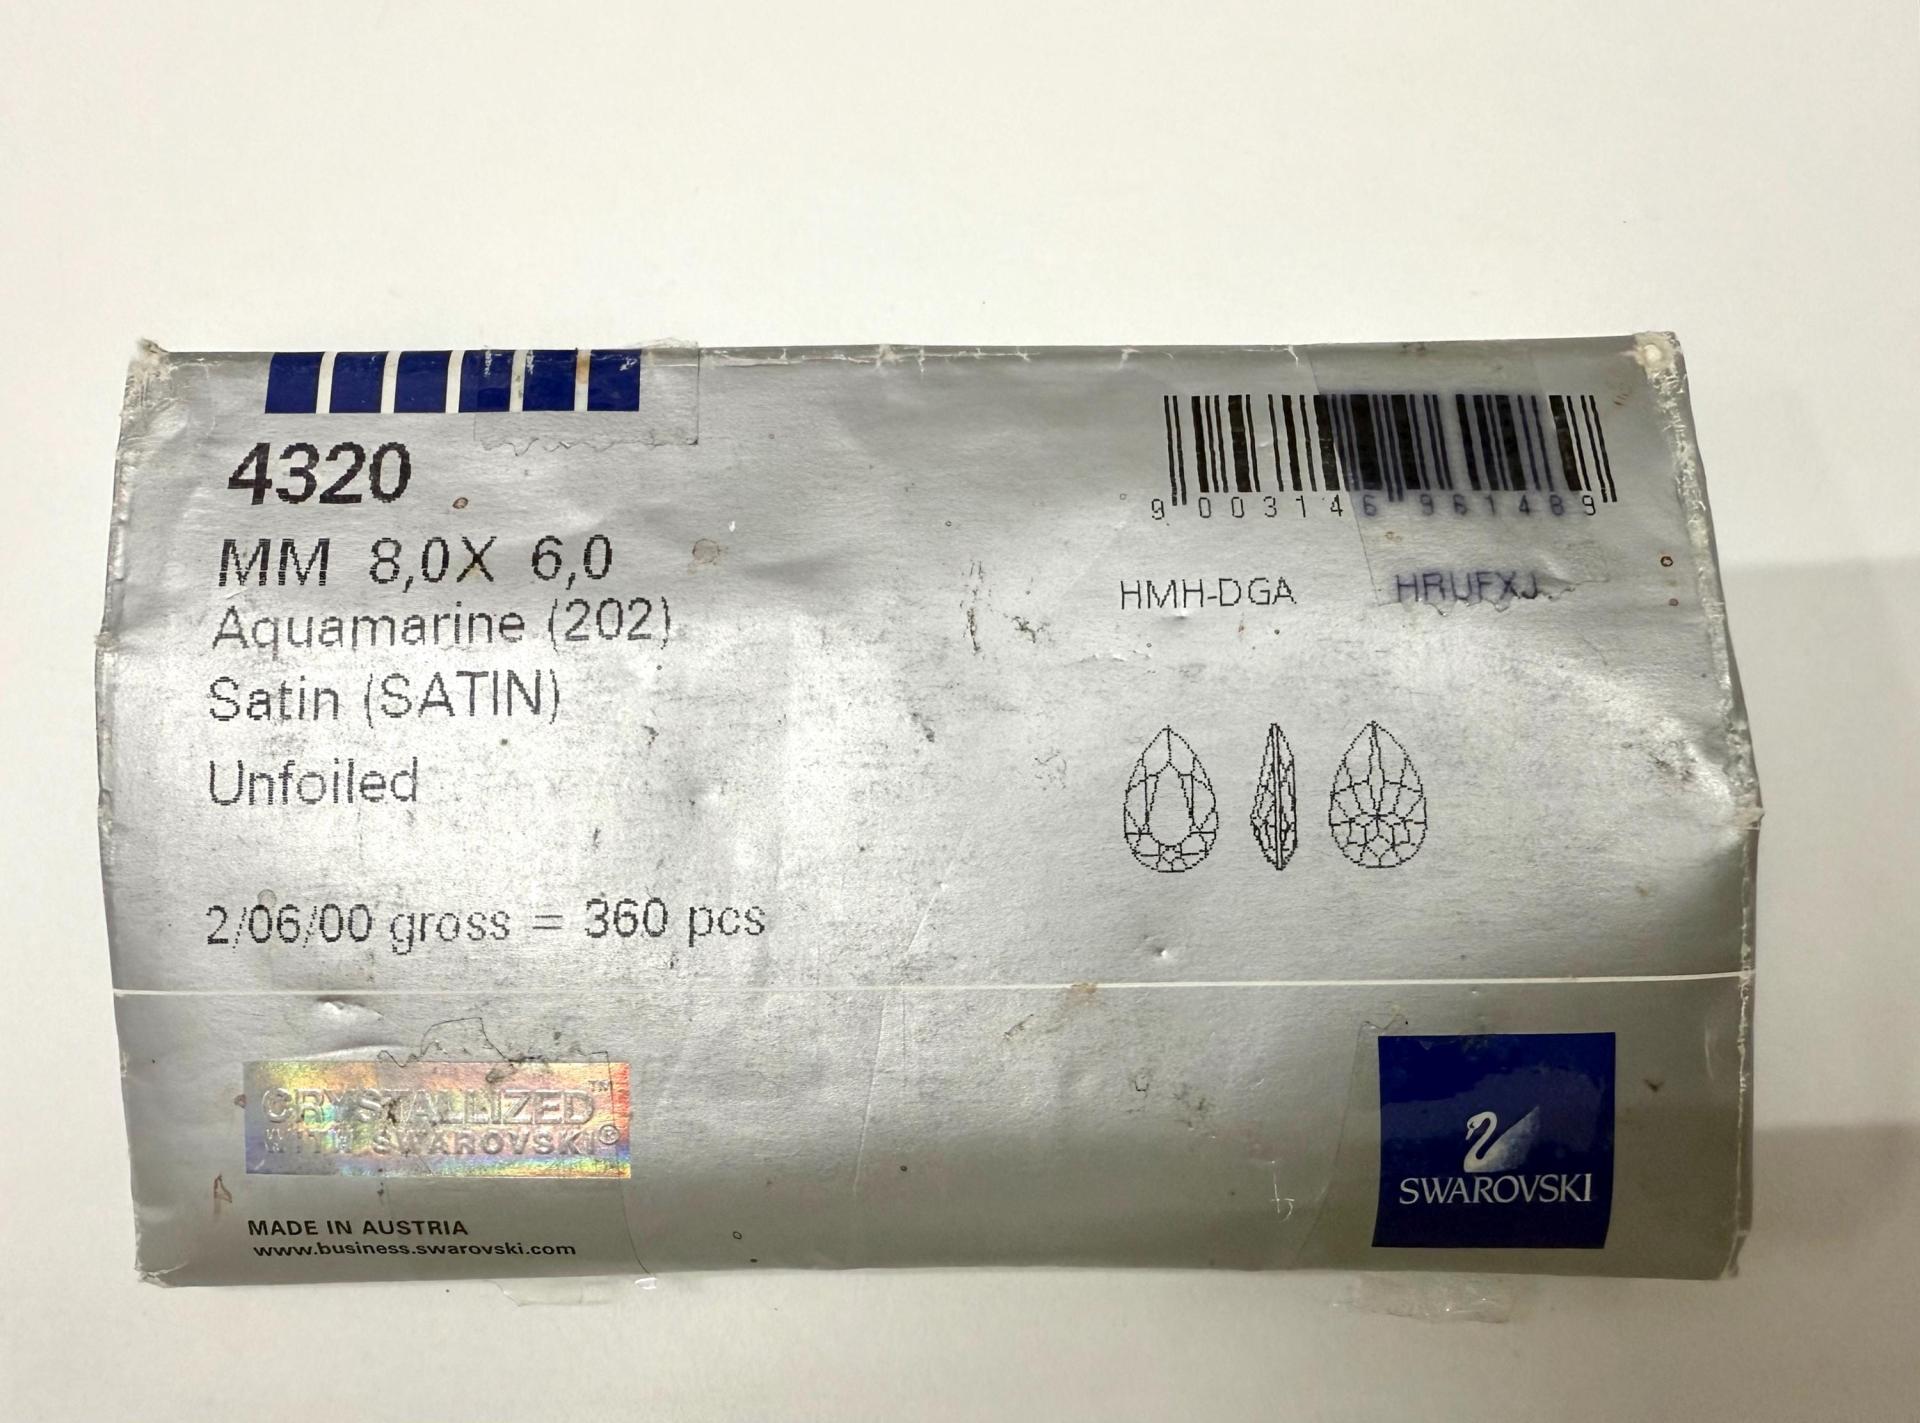 4320
MM 8,0X 6,0
Aquamarine (202)
Satin (SATIN)
Unfoiled
2/06/00 gross = 360 pcs
9 003146 961489
HMH-DGA HRUFXJ
CRYSTALLIZED™
WITH SWAROVSKI®
MADE IN AUSTRIA
www.business.swarovski.com
SWAROVSKI